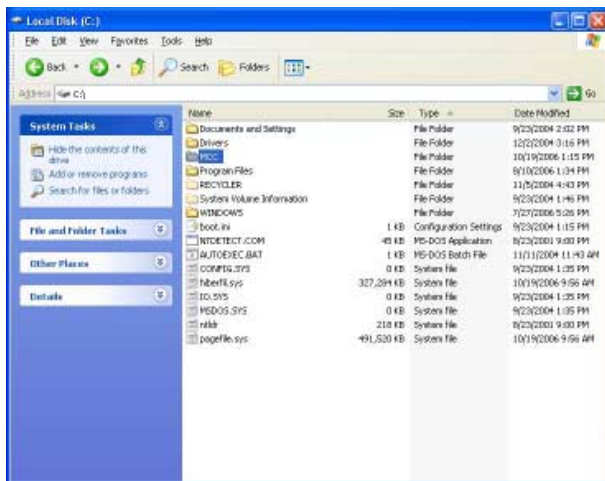 Local Disk (C:)
File Edit View Favorites Tools Help
Back Search Folders
Address C:\ Go
Name Size Type Date Modified
System Tasks
Hide the contents of this drive
Add or remove programs
Search for files or folders
File and Folder Tasks
Other Places
Details
Documents and Settings File Folder 9/23/2004 2:02 PM
Drivers File Folder 12/2/2004 3:16 PM
MCC File Folder 10/19/2006 1:15 PM
Program Files File Folder 8/10/2006 1:34 PM
RECYCLER File Folder 11/5/2004 4:43 PM
System Volume Information File Folder 9/23/2004 1:46 PM
WINDOWS File Folder 7/27/2006 5:26 PM
boot.ini 1 KB Configuration Settings 9/23/2004 1:15 PM
NTDETECT.COM 45 KB MS-DOS Application 8/23/2001 9:00 PM
AUTOEXEC.BAT 1 KB MS-DOS Batch File 11/11/2004 11:43 AM
CONFIG.SYS 0 KB System file 9/23/2004 1:35 PM
hiberfil.sys 327,284 KB System file 10/19/2006 9:56 AM
IO.SYS 0 KB System file 9/23/2004 1:35 PM
MSDOS.SYS 0 KB System file 9/23/2004 1:35 PM
ntldr 218 KB System file 8/23/2001 9:00 PM
pagefile.sys 491,520 KB System file 10/19/2006 9:56 AM